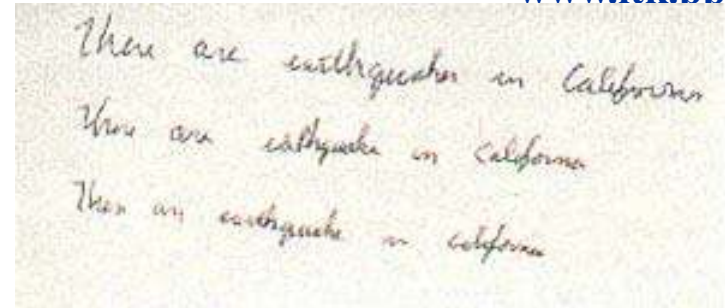 There are earthquakes in California
There are earthquake in California
There are earthquake in california